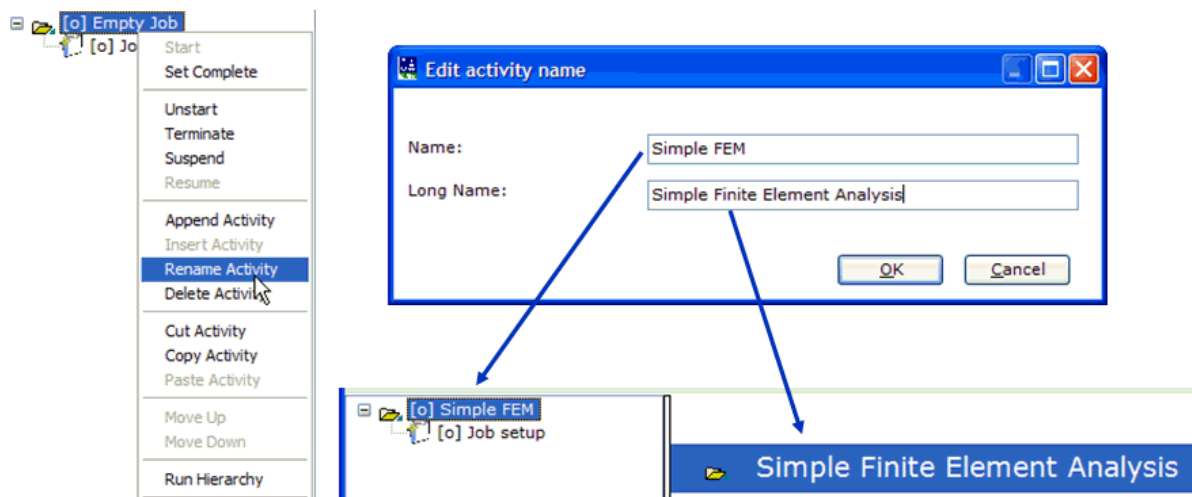 [o] Empty Job
[o] Jo
Start
Set Complete
Unstart
Terminate
Suspend
Resume
Append Activity
Insert Activity
Rename Activity
Delete Activity
Cut Activity
Copy Activity
Paste Activity
Move Up
Move Down
Run Hierarchy
Edit activity name
Name:
Simple FEM
Long Name:
Simple Finite Element Analysis
OK
Cancel
[o] Simple FEM
[o] Job setup
Simple Finite Element Analysis